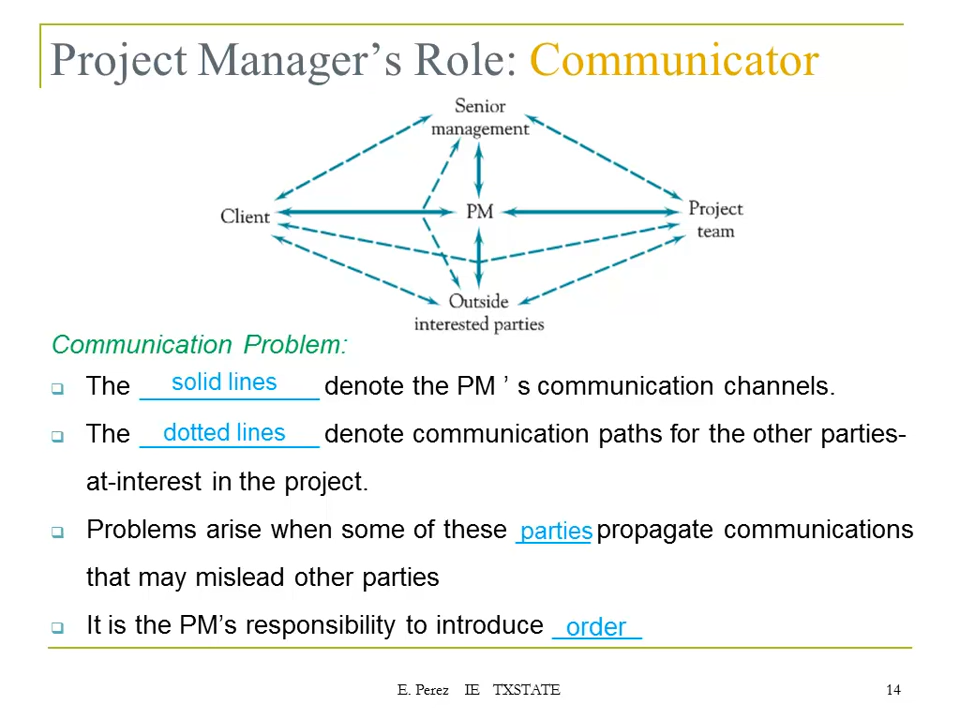 Project Manager’s Role: Communicator
Senior
management
Client
PM
Project
team
Outside
interested parties
Communication Problem:
The solid lines denote the PM ’ s communication channels.
The dotted lines denote communication paths for the other parties-
at-interest in the project.
Problems arise when some of these parties propagate communications
that may mislead other parties
It is the PM’s responsibility to introduce order
E. Perez IE TXSTATE 14